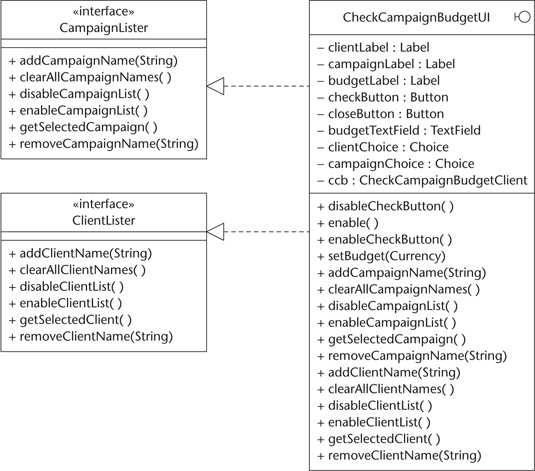 «interface»
CampaignLister
+ addCampaignName(String)
+ clearAllCampaignNames( )
+ disableCampaignList( )
+ enableCampaignList( )
+ getSelectedCampaign( )
+ removeCampaignName(String)
«interface»
ClientLister
+ addClientName(String)
+ clearAllClientNames( )
+ disableClientList( )
+ enableClientList( )
+ getSelectedClient( )
+ removeClientName(String)
CheckCampaignBudgetUI
– clientLabel : Label
– campaignLabel : Label
– budgetLabel : Label
– checkButton : Button
– closeButton : Button
– budgetTextField : TextField
– clientChoice : Choice
– campaignChoice : Choice
– ccb : CheckCampaignBudgetClient
+ disableCheckButton( )
+ enable( )
+ enableCheckButton( )
+ setBudget(Currency)
+ addCampaignName(String)
+ clearAllCampaignNames( )
+ disableCampaignList( )
+ enableCampaignList( )
+ getSelectedCampaign( )
+ removeCampaignName(String)
+ addClientName(String)
+ clearAllClientNames( )
+ disableClientList( )
+ enableClientList( )
+ getSelectedClient( )
+ removeClientName(String)